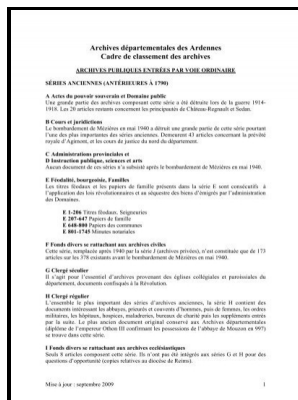 Archives départementales des Ardennes
Cadre de classement des archives
ARCHIVES PUBLIQUES ENTRÉES PAR VOIE ORDINAIRE
SÉRIES ANCIENNES (ANTÉRIEURES À 1790)
A Actes du pouvoir souverain et Domaine public
Une grande partie des archives composant cette série a été détruite lors de la guerre 1914-
1918. Les 20 articles restants concernent les principautés de Château-Regnault et Sedan.
B Cours et juridictions
Le bombardement de Mézières en mai 1940 a détruit une grande partie de cette série pourtant
l'une des plus importantes des séries anciennes. Demeurent 43 articles concernant la prévôté
royale d'Agimont, et les cours de justice du nord du département.
C Administrations provinciales et
D Instruction publique, sciences et arts
Aucun document de ces séries n'a subsisté après le bombardement de Mézières en mai 1940.
E Féodalité, bourgeoisie, Familles
Les titres féodaux et les papiers de famille présents dans la série E sont consécutifs à
l'application des lois révolutionnaires et au séquestre des biens d'émigrés par l'administration
des Domaines.
E 1-206 Titres féodaux. Seigneuries
E 207-647 Papiers de famille
E 648-800 Papiers des communes
E 801-1745 Minutes notariales
F Fonds divers se rattachant aux archives civiles
Cette série, remplacée après 1940 par la série J (archives privées), n'est constituée que de 173
articles sur les 378 existants avant le bombardement de Mézières en mai 1940.
G Clergé séculier
Il s'agit pour l'essentiel d'archives provenant des églises collégiales et paroissiales du
département, documents confisqués à la Révolution.
H Clergé régulier
L'ensemble le plus important des séries d'archives anciennes, la série H contient des
documents intéressant les abbayes, prieurés et couvents d'hommes, puis de femmes, les ordres
militaires, les hôpitaux, hospices, maladreries, bureaux de charité puis les suppléments entrés
par la suite. Le plus ancien document original conservé aux Archives départementales
(diplôme de l'empereur Othon III confirmant les possessions de l'abbaye de Mouzon en 997)
se trouve dans cette série.
I Fonds divers se rattachant aux archives ecclésiastiques
Seuls 8 articles composent cette série. Ils n'ont pas été intégrés aux séries G et H pour des
questions d'opportunité (copies relatives au diocèse de Reims).
Mise à jour : septembre 2009 1